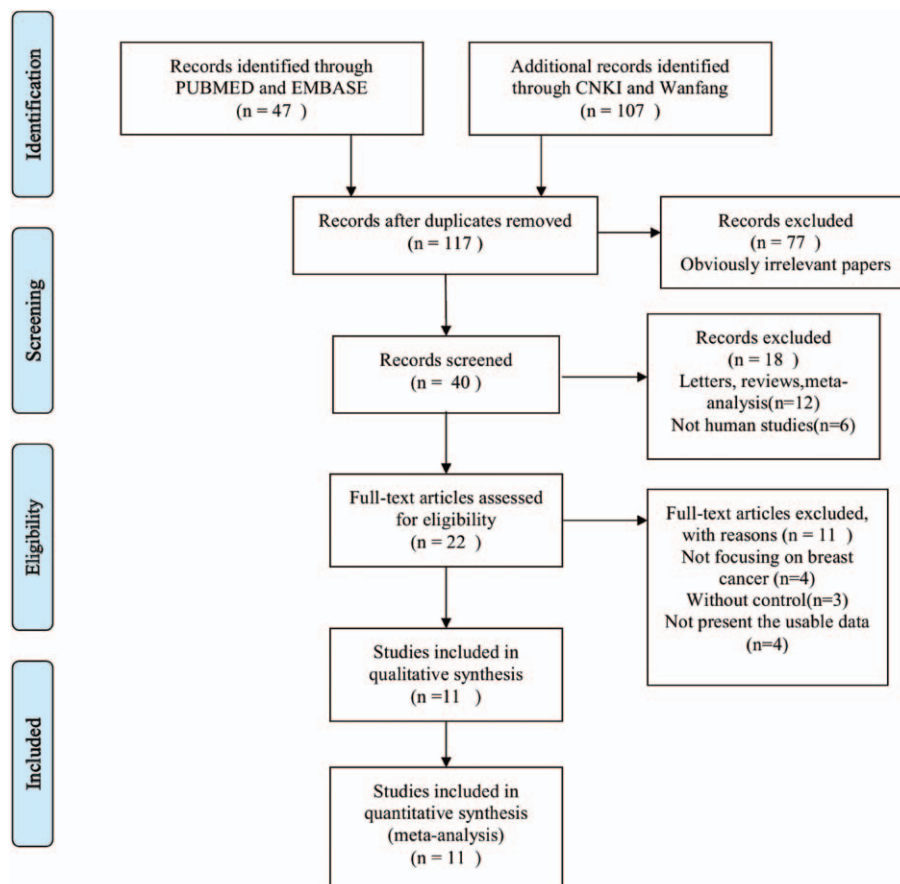 Identification
Records identified through
PUBMED and EMBASE
(n = 47 )
Additional records identified
through CNKI and Wanfang
(n = 107 )
Records after duplicates removed
(n = 117 )
Records excluded
(n = 77 )
Obviously irrelevant papers
Screening
Records screened
(n = 40 )
Records excluded
(n = 18 )
Letters, reviews,meta-
analysis(n=12)
Not human studies(n=6)
Eligibility
Full-text articles assessed
for eligibility
(n = 22 )
Full-text articles excluded,
with reasons (n = 11 )
Not focusing on breast
cancer (n=4)
Without control(n=3)
Not present the usable data
(n=4)
Included
Studies included in
qualitative synthesis
(n =11 )
Studies included in
quantitative synthesis
(meta-analysis)
(n = 11 )